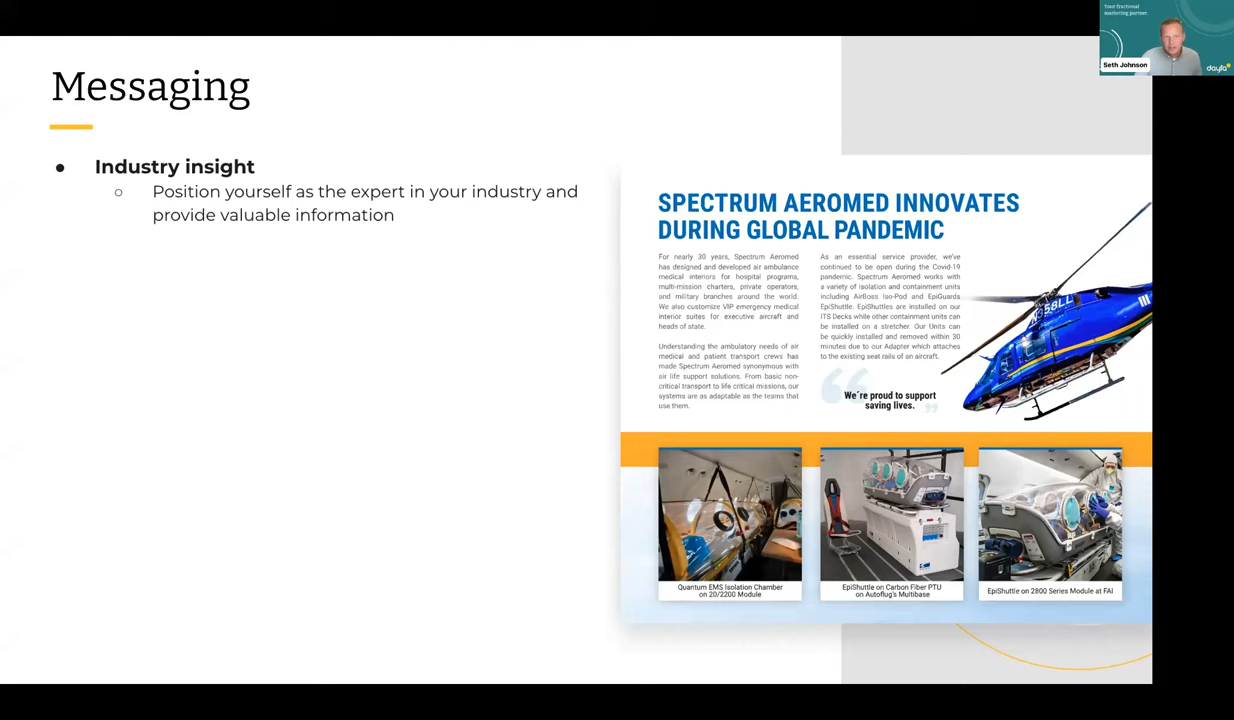 Your fractional
marketing partner.
Seth Johnson
dayta
Messaging
● Industry insight
○ Position yourself as the expert in your industry and
provide valuable information
SPECTRUM AEROMED INNOVATES
DURING GLOBAL PANDEMIC
For nearly 30 years, Spectrum Aeromed
has designed and developed air ambulance
medical interiors for hospital programs,
multi-mission charters, private operators,
and military branches around the world.
We also customize VIP emergency medical
interior suites for executive aircraft and
heads of state.
Understanding the ambulatory needs of air
medical and patient transport crews has
made Spectrum Aeromed synonymous with
air life support solutions. From basic non-
critical transport to life critical missions, our
systems are as adaptable as the teams that
use them.
As an essential service provider, we've
continued to be open during the Covid-19
pandemic. Spectrum Aeromed works with
a variety of isolation and containment units
including AirBoss Iso-Pod and EpiGuards
EpiShuttle. EpiShuttles are installed on our
ITS Decks while other containment units can
be installed on a stretcher. Our Units can
be quickly installed and removed within 30
minutes due to our Adapter which attaches
to the existing seat rails of an aircraft.
“ We´re proud to support
saving lives. ”
Quantum EMS Isolation Chamber
on 20/2200 Module
EpiShuttle on Carbon Fiber PTU
on Autoflug's Multibase
EpiShuttle on 2800 Series Module at FAI